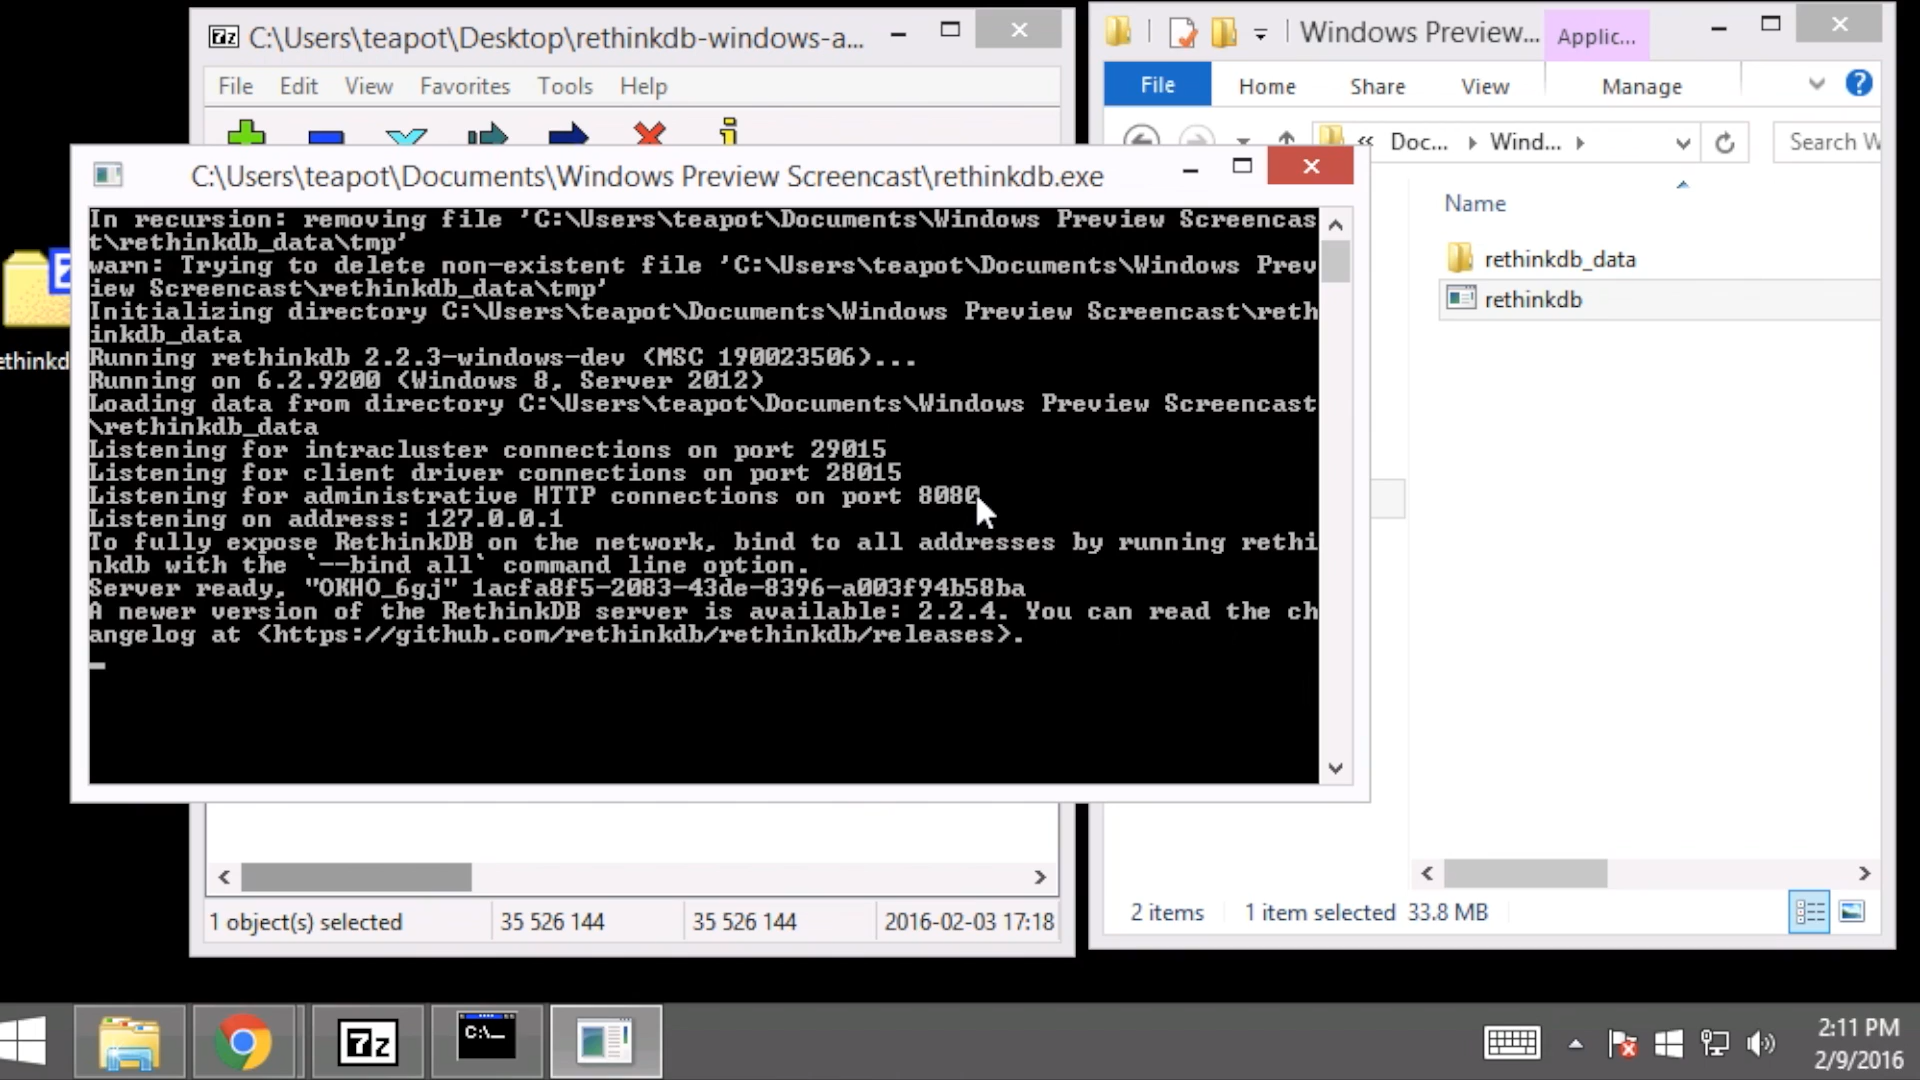 C:\Users\teapot\Desktop\rethinkdb-windows-a...
File Edit View Favorites Tools Help
Windows Preview...
Applic...
File Home Share View Manage
« Doc... Wind...
Search W
Name
rethinkdb_data
rethinkdb
ethinkd
C:\Users\teapot\Documents\Windows Preview Screencast\rethinkdb.exe
In recursion: removing file 'C:\Users\teapot\Documents\Windows Preview Screencas
t\rethinkdb_data\tmp'
warn: Trying to delete non-existent file 'C:\Users\teapot\Documents\Windows Prev
iew Screencast\rethinkdb_data\tmp'
Initializing directory C:\Users\teapot\Documents\Windows Preview Screencast\reth
inkdb_data
Running rethinkdb 2.2.3-windows-dev (MSC 190023506)...
Running on 6.2.9200 (Windows 8, Server 2012)
Loading data from directory C:\Users\teapot\Documents\Windows Preview Screencast
\rethinkdb_data
Listening for intracluster connections on port 29015
Listening for client driver connections on port 28015
Listening for administrative HTTP connections on port 8080
Listening on address: 127.0.0.1
To fully expose RethinkDB on the network, bind to all addresses by running rethi
nkdb with the `--bind all` command line option.
Server ready, "OKHO_6gj" 1acfa8f5-2083-43de-8396-a003f94b58ba
A newer version of the RethinkDB server is available: 2.2.4. You can read the ch
angelog at <https://github.com/rethinkdb/rethinkdb/releases>.
1 object(s) selected 35 526 144 35 526 144 2016-02-03 17:18
2 items 1 item selected 33.8 MB
7z
C:\_
2:11 PM
2/9/2016